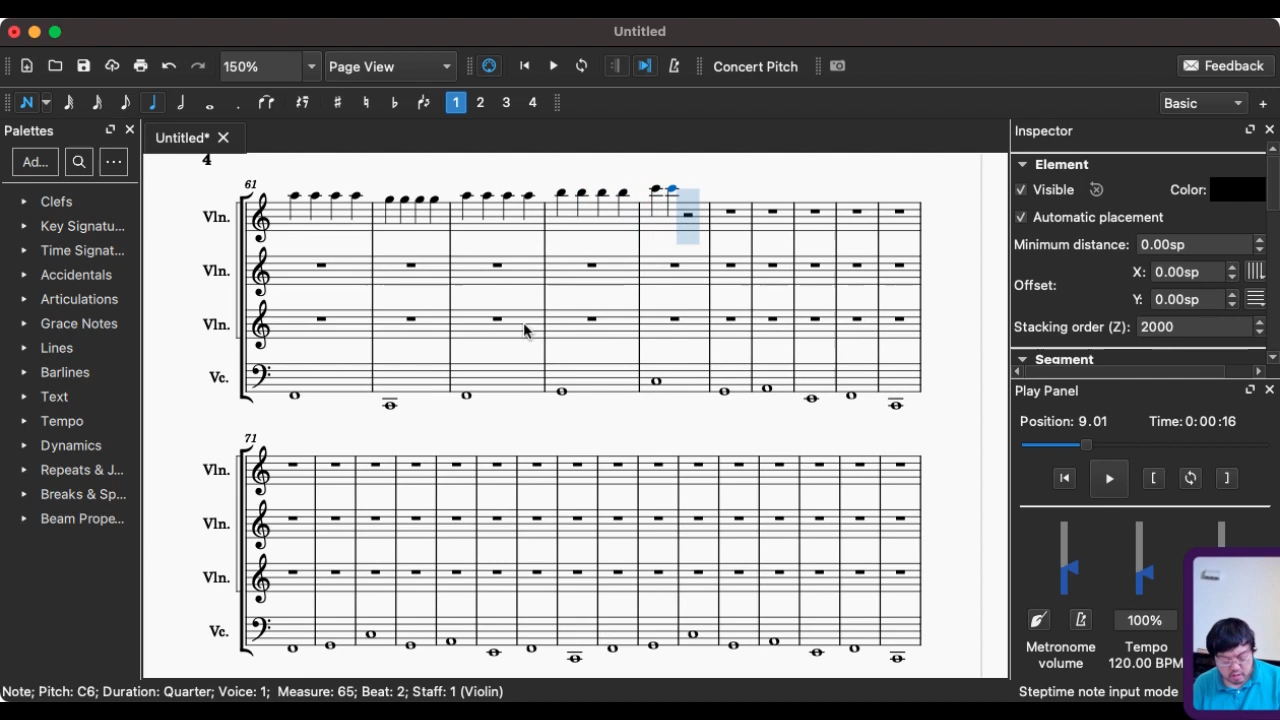 Untitled
150%
Page View
Concert Pitch
Feedback
N
1 2 3 4
Basic
+
Palettes
Untitled*
Inspector
Ad...
...
Clefs
Key Signatu...
Time Signat...
Accidentals
Articulations
Grace Notes
Lines
Barlines
Text
Tempo
Dynamics
Repeats & J...
Breaks & Sp...
Beam Prope...
4
61
Vln.
Vln.
Vln.
Vc.
71
Vln.
Vln.
Vln.
Vc.
Element
Visible
Color:
Automatic placement
Minimum distance: 0.00sp
Offset:
X: 0.00sp
Y: 0.00sp
Stacking order (Z): 2000
Segment
Play Panel
Position: 9.01 Time:0:00:16
100%
Metronome volume
Tempo
120.00 BPM
Note; Pitch: C6; Duration: Quarter; Voice: 1; Measure: 65; Beat: 2; Staff: 1 (Violin)
Steptime note input mode